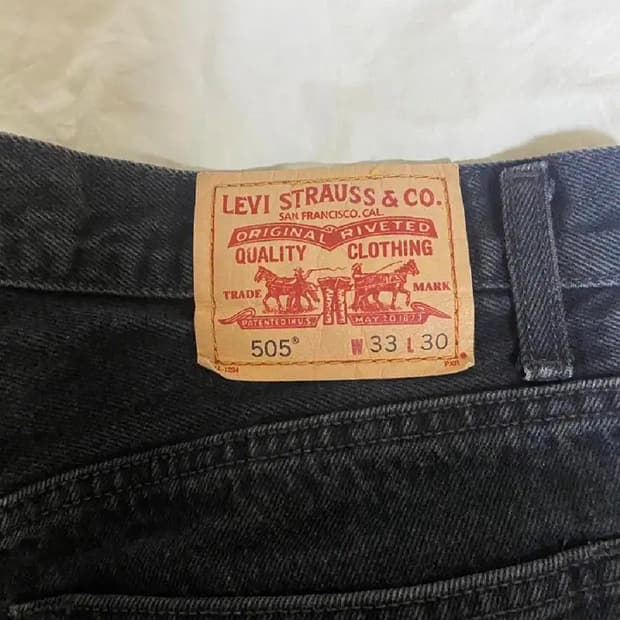 LEVI STRAUSS & CO.
SAN FRANCISCO, CAL.
ORIGINAL RIVETED
QUALITY CLOTHING
TRADE MARK
PATENTED IN U.S. MAY 20 1873
505® W 33 L 30